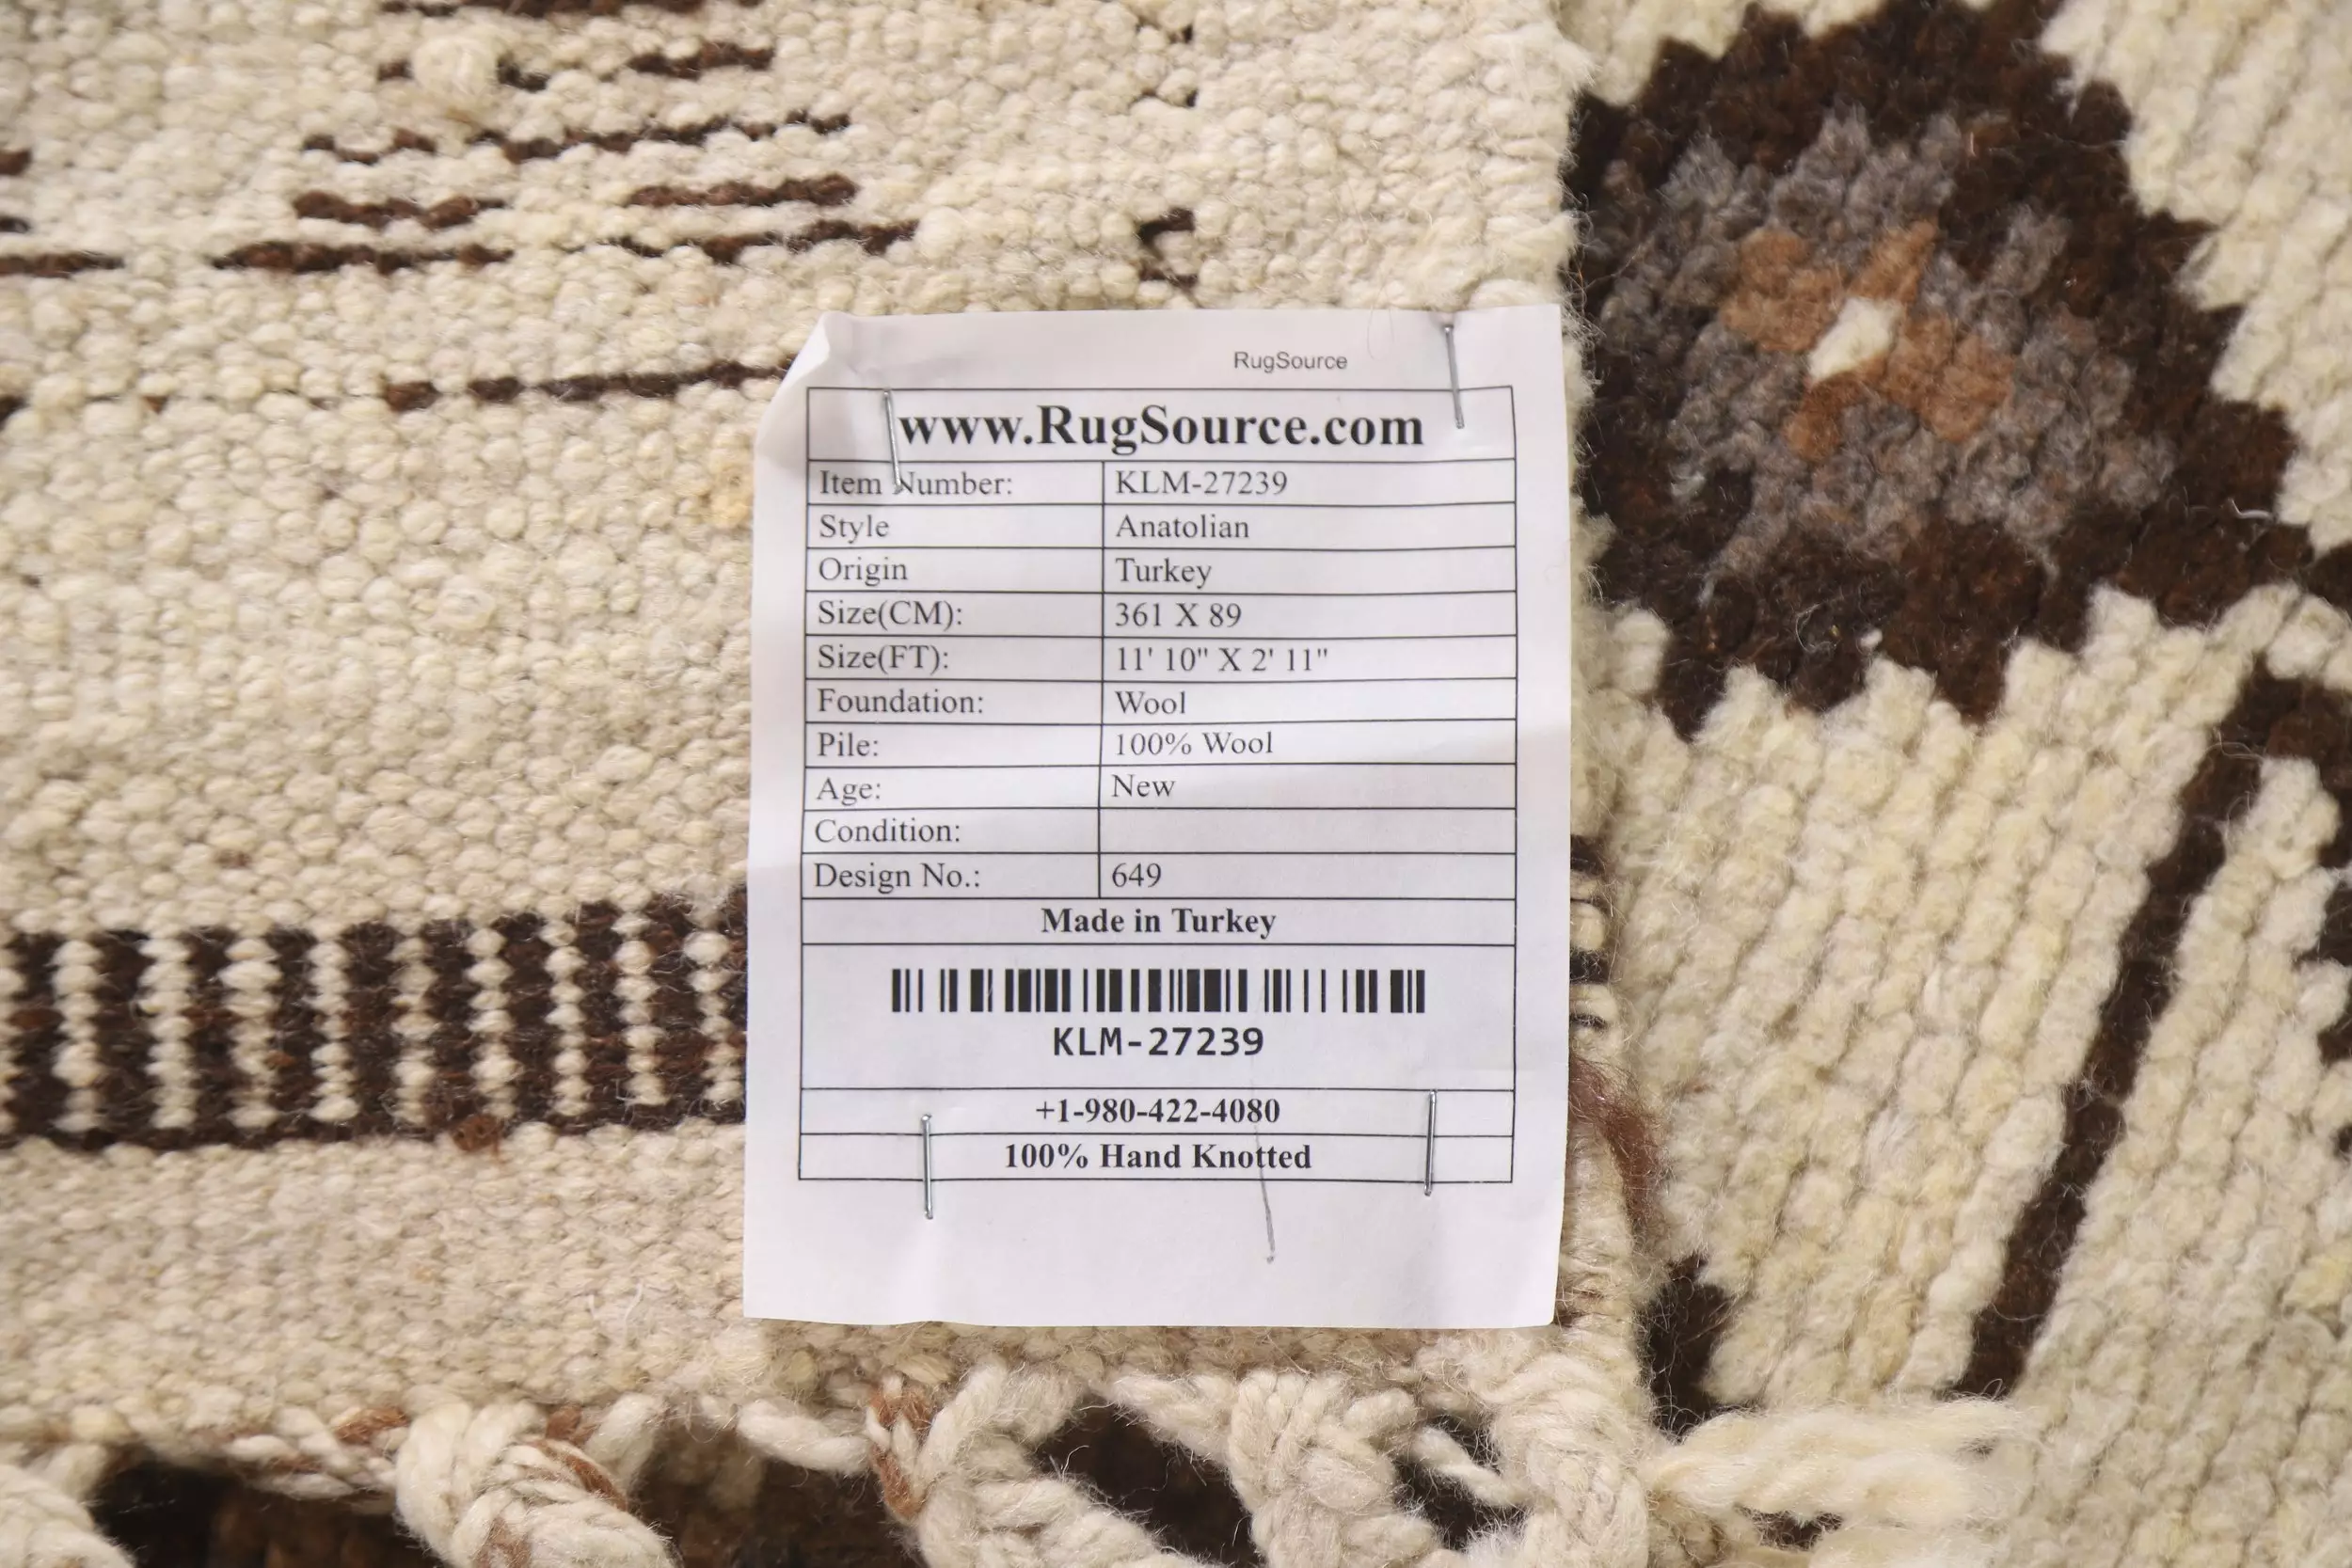 RugSource
www.RugSource.com
Item Number: KLM-27239
Style Anatolian
Origin Turkey
Size(CM): 361 X 89
Size(FT): 11' 10" X 2' 11"
Foundation: Wool
Pile: 100% Wool
Age: New
Condition:
Design No.: 649
Made in Turkey
KLM-27239
+1-980-422-4080
100% Hand Knotted